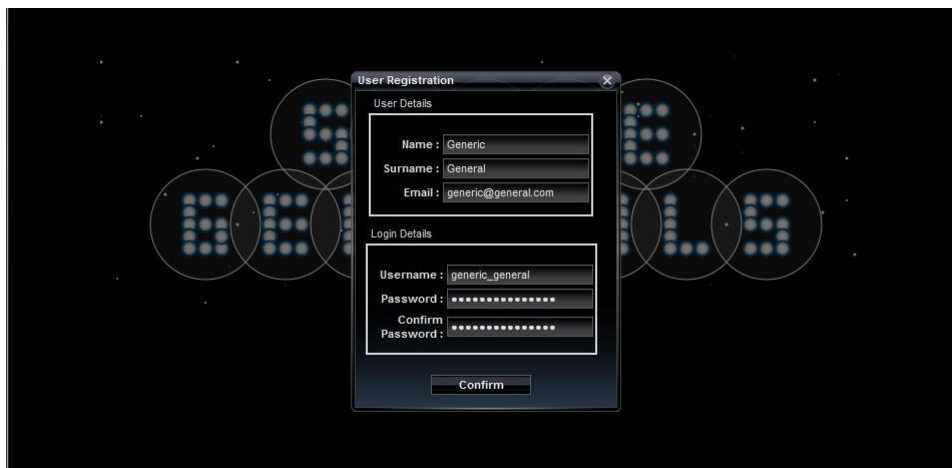 User Registration
User Details
Name : Generic
Surname : General
Email : generic@general.com
Login Details
Username : generic_general
Password : •••••••••••••••
Confirm
Password : •••••••••••••••
Confirm